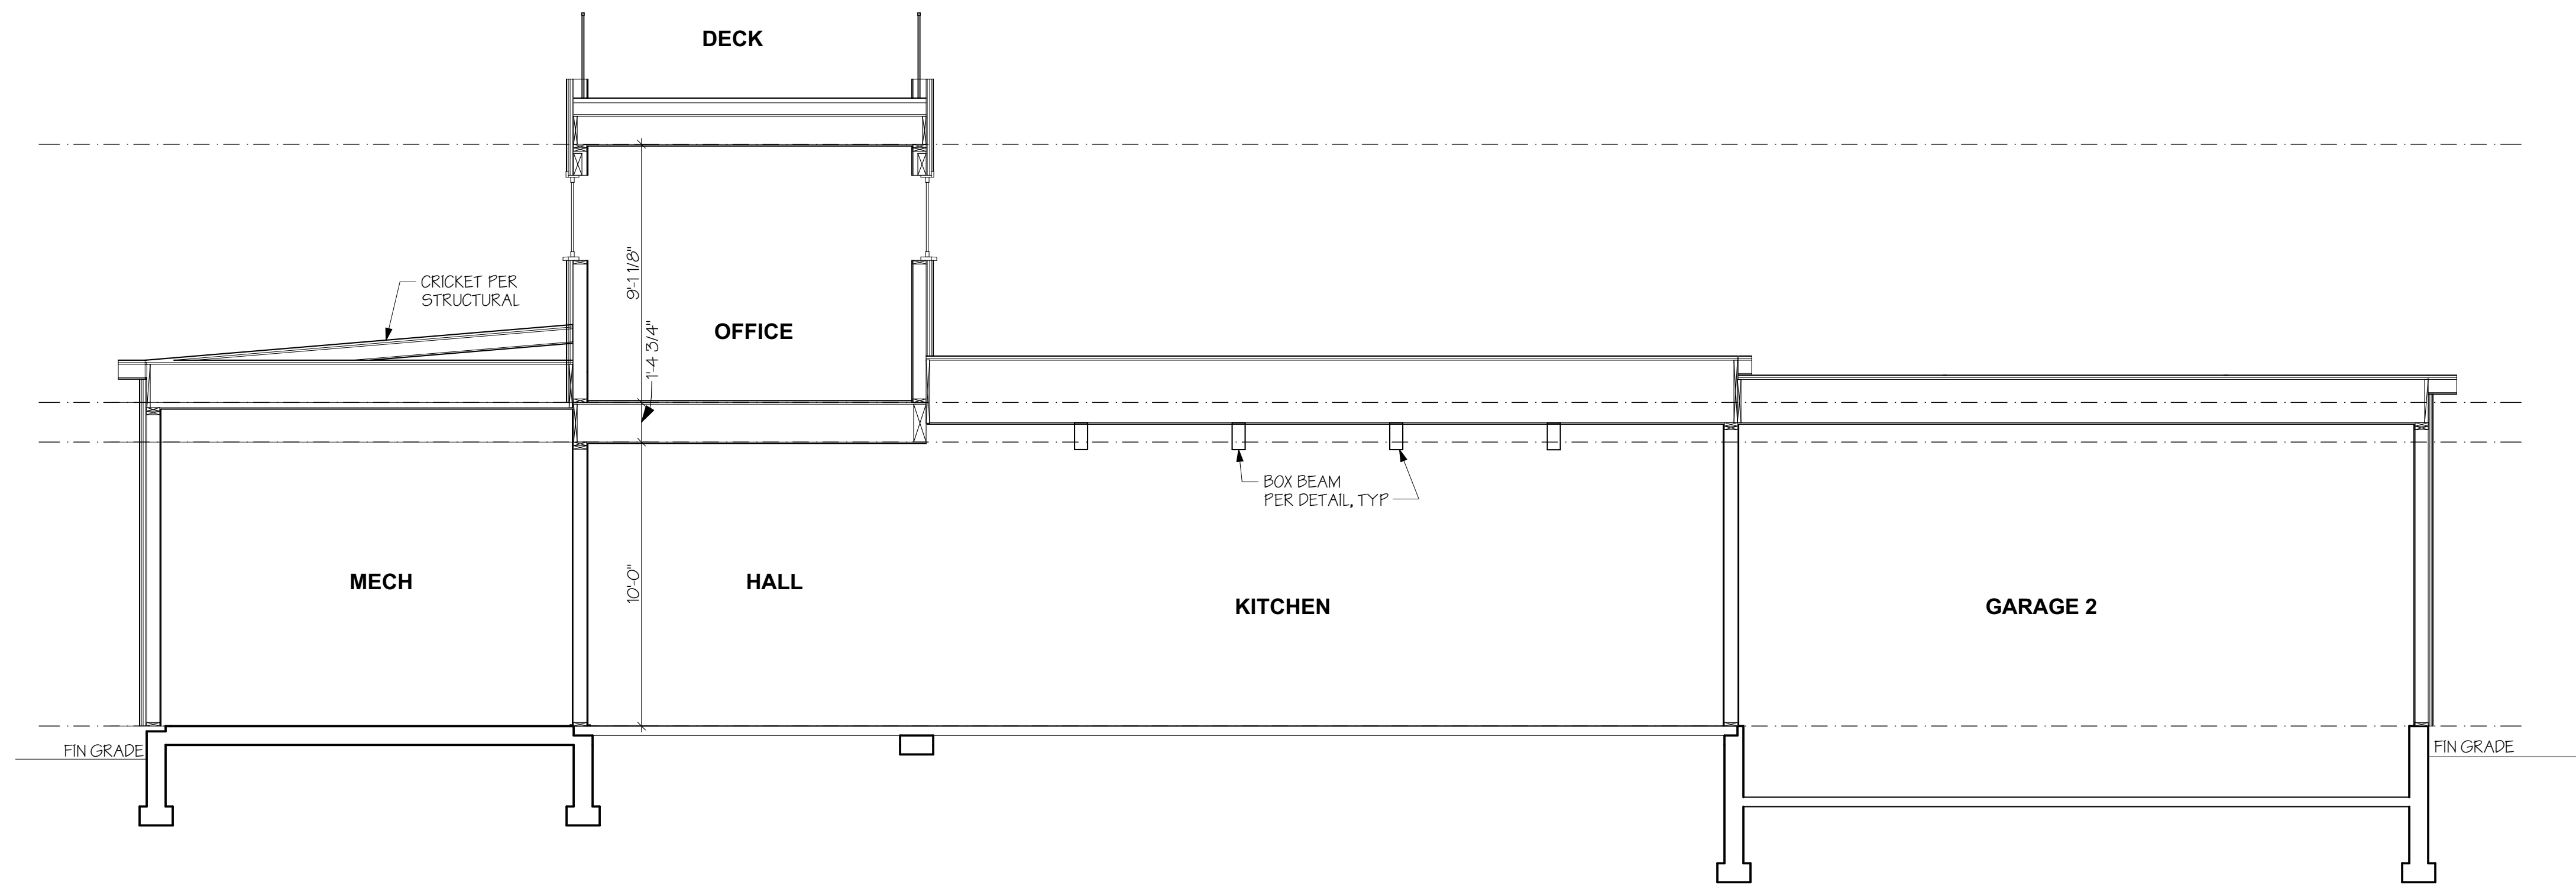 DECK
CRICKET PER
STRUCTURAL
9'-1 1/8"
OFFICE
1'-4 3/4"
BOX BEAM
PER DETAIL, TYP
10'-0"
MECH
HALL
KITCHEN
GARAGE 2
FIN GRADE
FIN GRADE